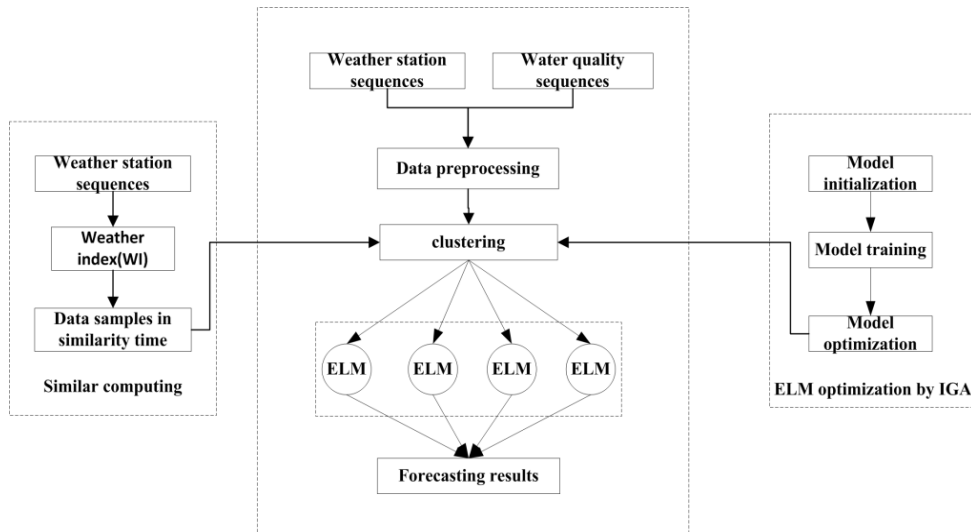 Weather station
sequences
Weather
index(WI)
Data samples in
similarity time
Similar computing
Weather station
sequences
Water quality
sequences
Data preprocessing
clustering
ELM
ELM
ELM
ELM
Forecasting results
Model
initialization
Model training
Model
optimization
ELM optimization by IGA